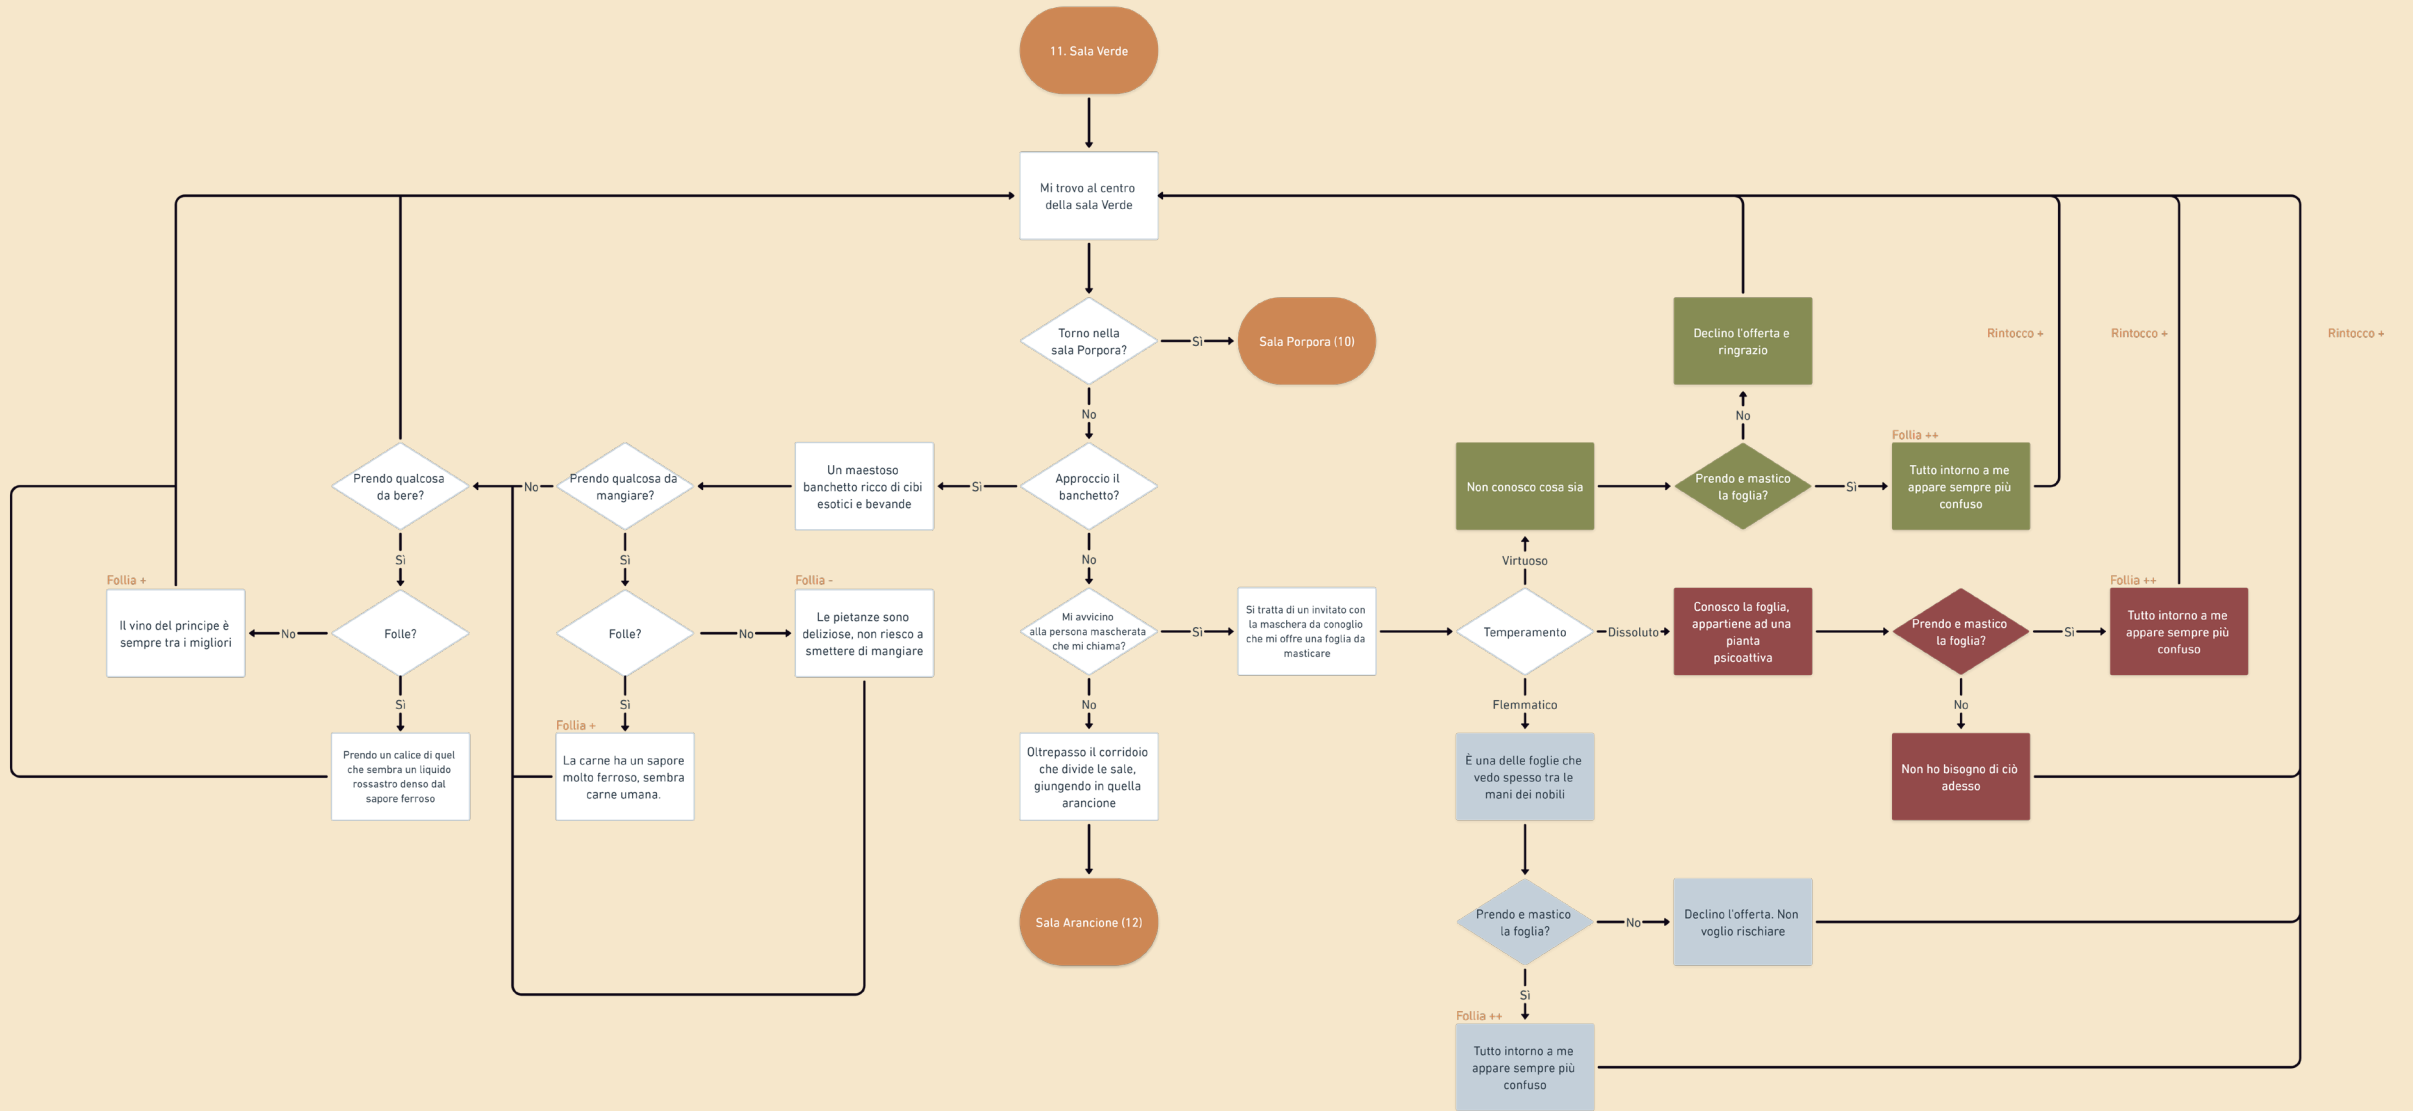 11. Sala Verde
Mi trovo al centro
della sala Verde
Torno nella
sala Porpora?
Sì
Sala Porpora (10)
No
Declino l'offerta e
ringrazio
Rintocco +
Rintocco +
Rintocco +
No
Prendo qualcosa
da bere?
No
Prendo qualcosa da
mangiare?
Un maestoso
banchetto ricco di cibi
esotici e bevande
Sì
Approccio il
banchetto?
Non conosco cosa sia
Prendo e mastico
la foglia?
Sì
Follia ++
Tutto intorno a me
appare sempre più
confuso
Sì
Sì
No
Virtuoso
Follia +
Il vino del principe è
sempre tra i migliori
No
Folle?
Folle?
No
Follia -
Le pietanze sono
deliziose, non riesco a
smettere di mangiare
Mi avvicino
alla persona mascherata
che mi chiama?
Sì
Si tratta di un invitato con
la maschera da conoglio
che mi offre una foglia da
masticare
Temperamento
Dissoluto
Conosco la foglia,
appartiene ad una
pianta
psicoattiva
Prendo e mastico
la foglia?
Sì
Follia ++
Tutto intorno a me
appare sempre più
confuso
Sì
Sì
No
Flemmatico
No
Prendo un calice di quel
che sembra un liquido
rossastro denso dal
sapore ferroso
Follia +
La carne ha un sapore
molto ferroso, sembra
carne umana.
Oltrepasso il corridoio
che divide le sale,
giungendo in quella
arancione
È una delle foglie che
vedo spesso tra le
mani dei nobili
Non ho bisogno di ciò
adesso
Sala Arancione (12)
Prendo e mastico
la foglia?
No
Declino l'offerta. Non
voglio rischiare
Sì
Follia ++
Tutto intorno a me
appare sempre più
confuso